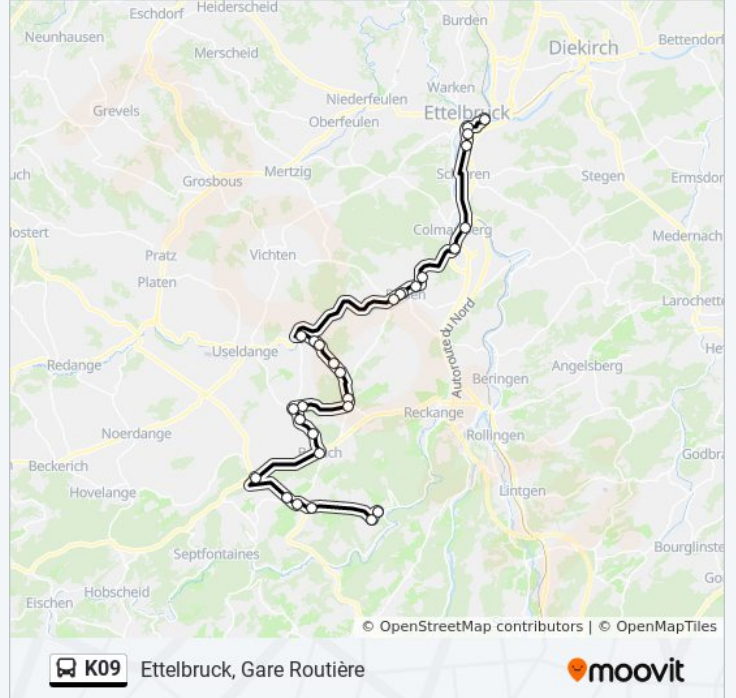 Eschdorf
Heiderscheid
Burden
Neunhausen
Merscheid
Diekirch
Bettendorf
Warken
Niederfeulen
Ettelbruck
Grevels
Oberfeulen
Mertzig
Grosbous
Stegen
Colmar-Berg
Medernach
Pratz
Vichten
Platen
Larochette
Autoroute du Nord
Useldange
Redange
Angelsberg
Beringen
Reckange
Noerdange
Rollingen
Beckerich
Hovelange
Lintgen
Septfontaines
Hobscheid
Eischen
© OpenStreetMap contributors | © OpenMapTiles
K09 Ettelbruck, Gare Routière
moovit